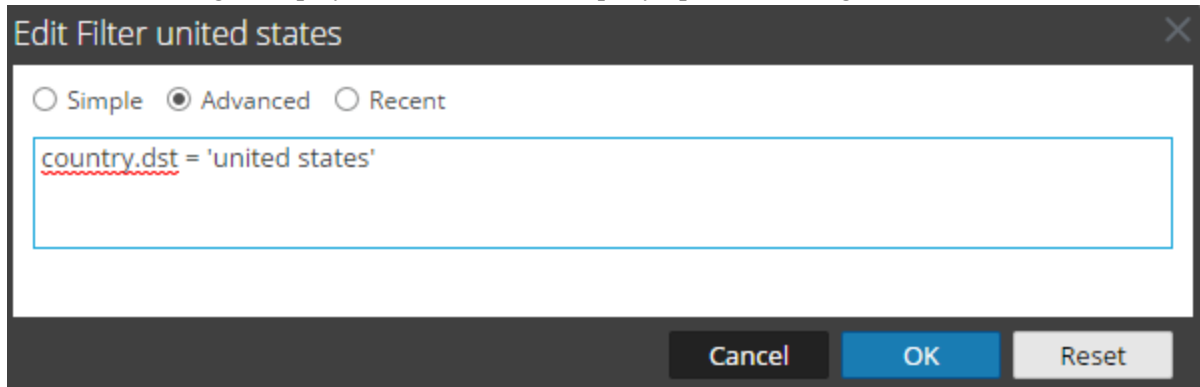 Edit Filter united states
Simple Advanced Recent
country.dst = 'united states'
Cancel OK Reset